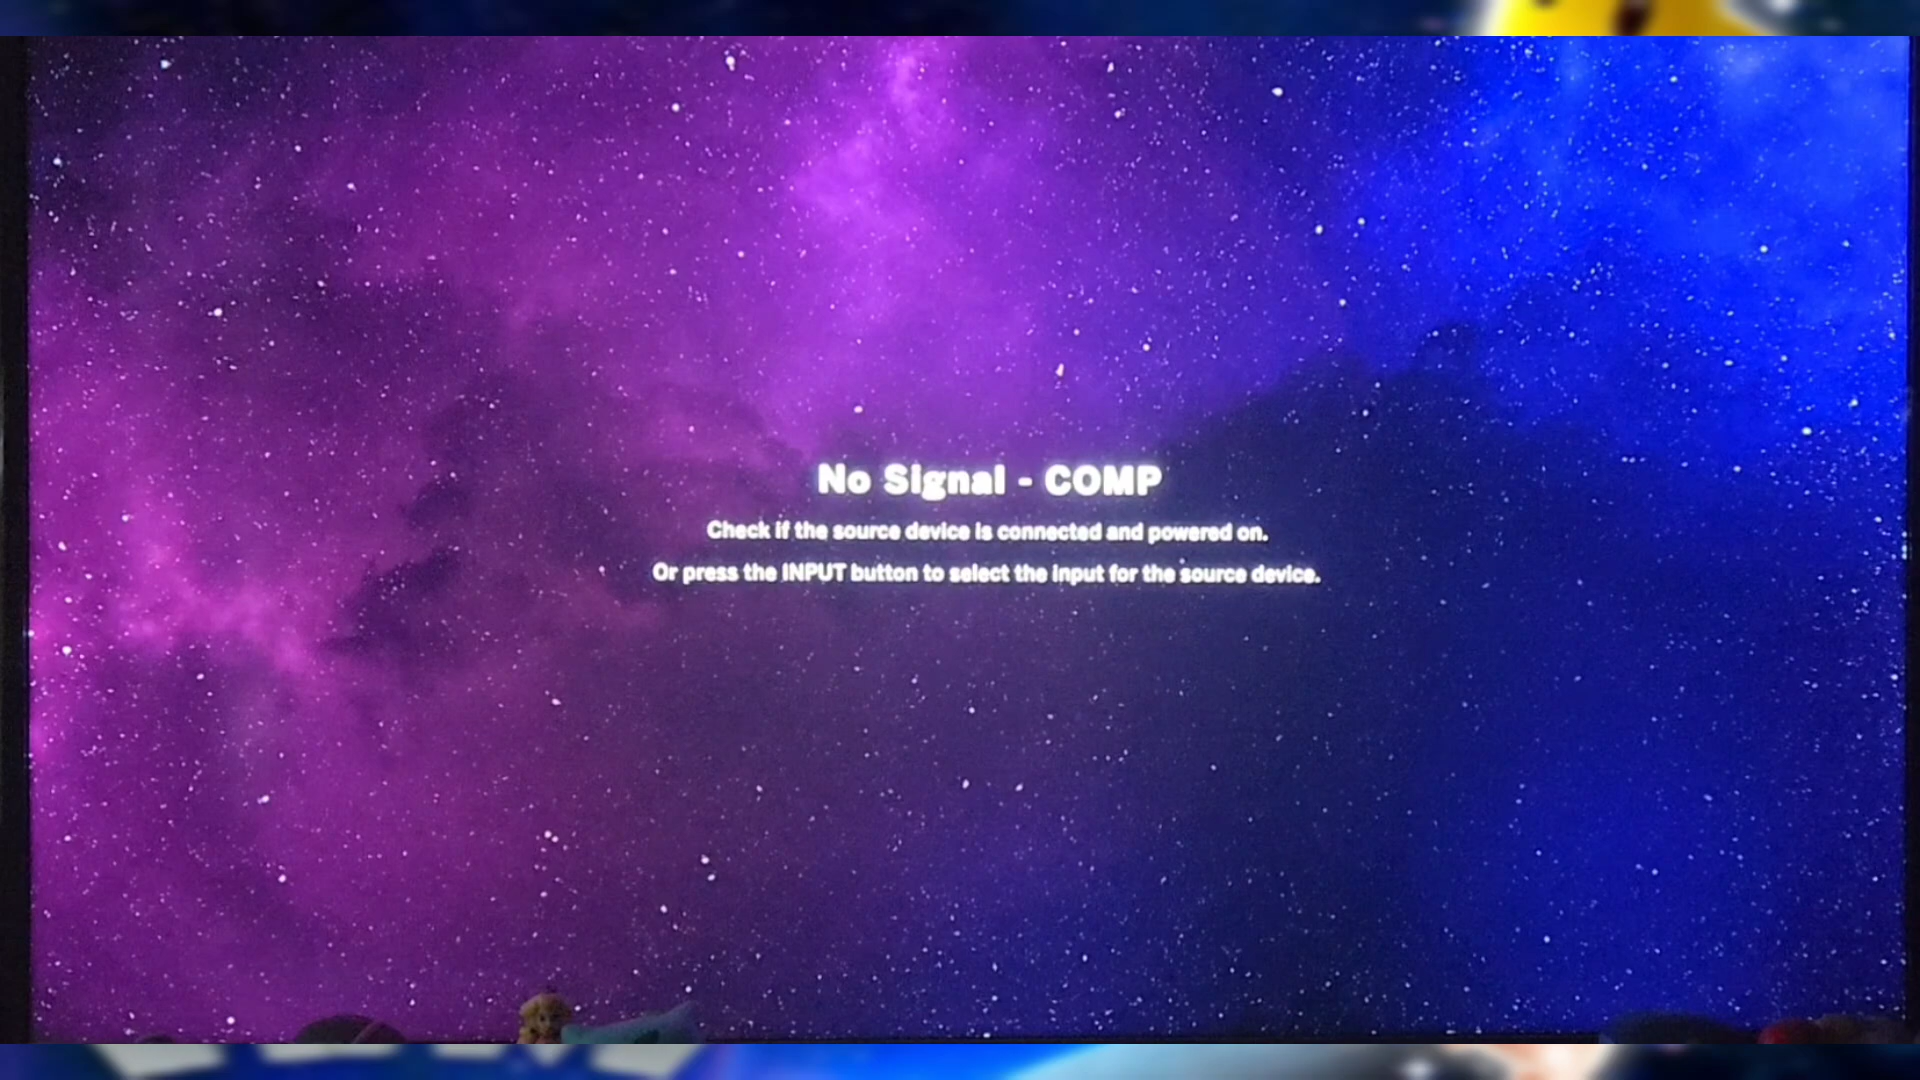 No Signal - COMP
Check if the source device is connected and powered on.
Or press the INPUT button to select the input for the source device.